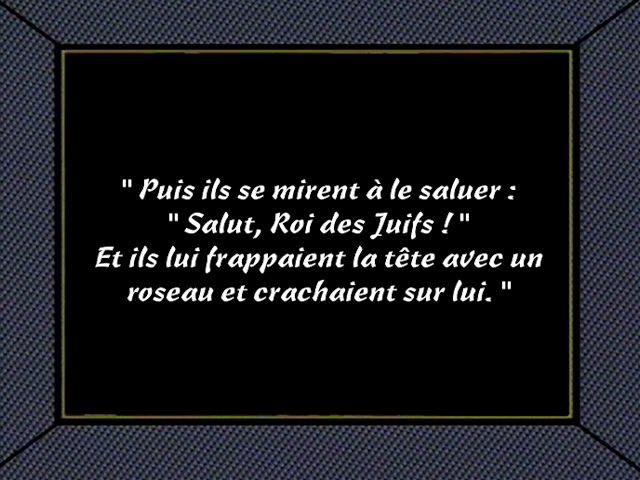 " Puis ils se mirent à le saluer :
" Salut, Roi des Juifs ! "
Et ils lui frappaient la tête avec un
roseau et crachaient sur lui. "